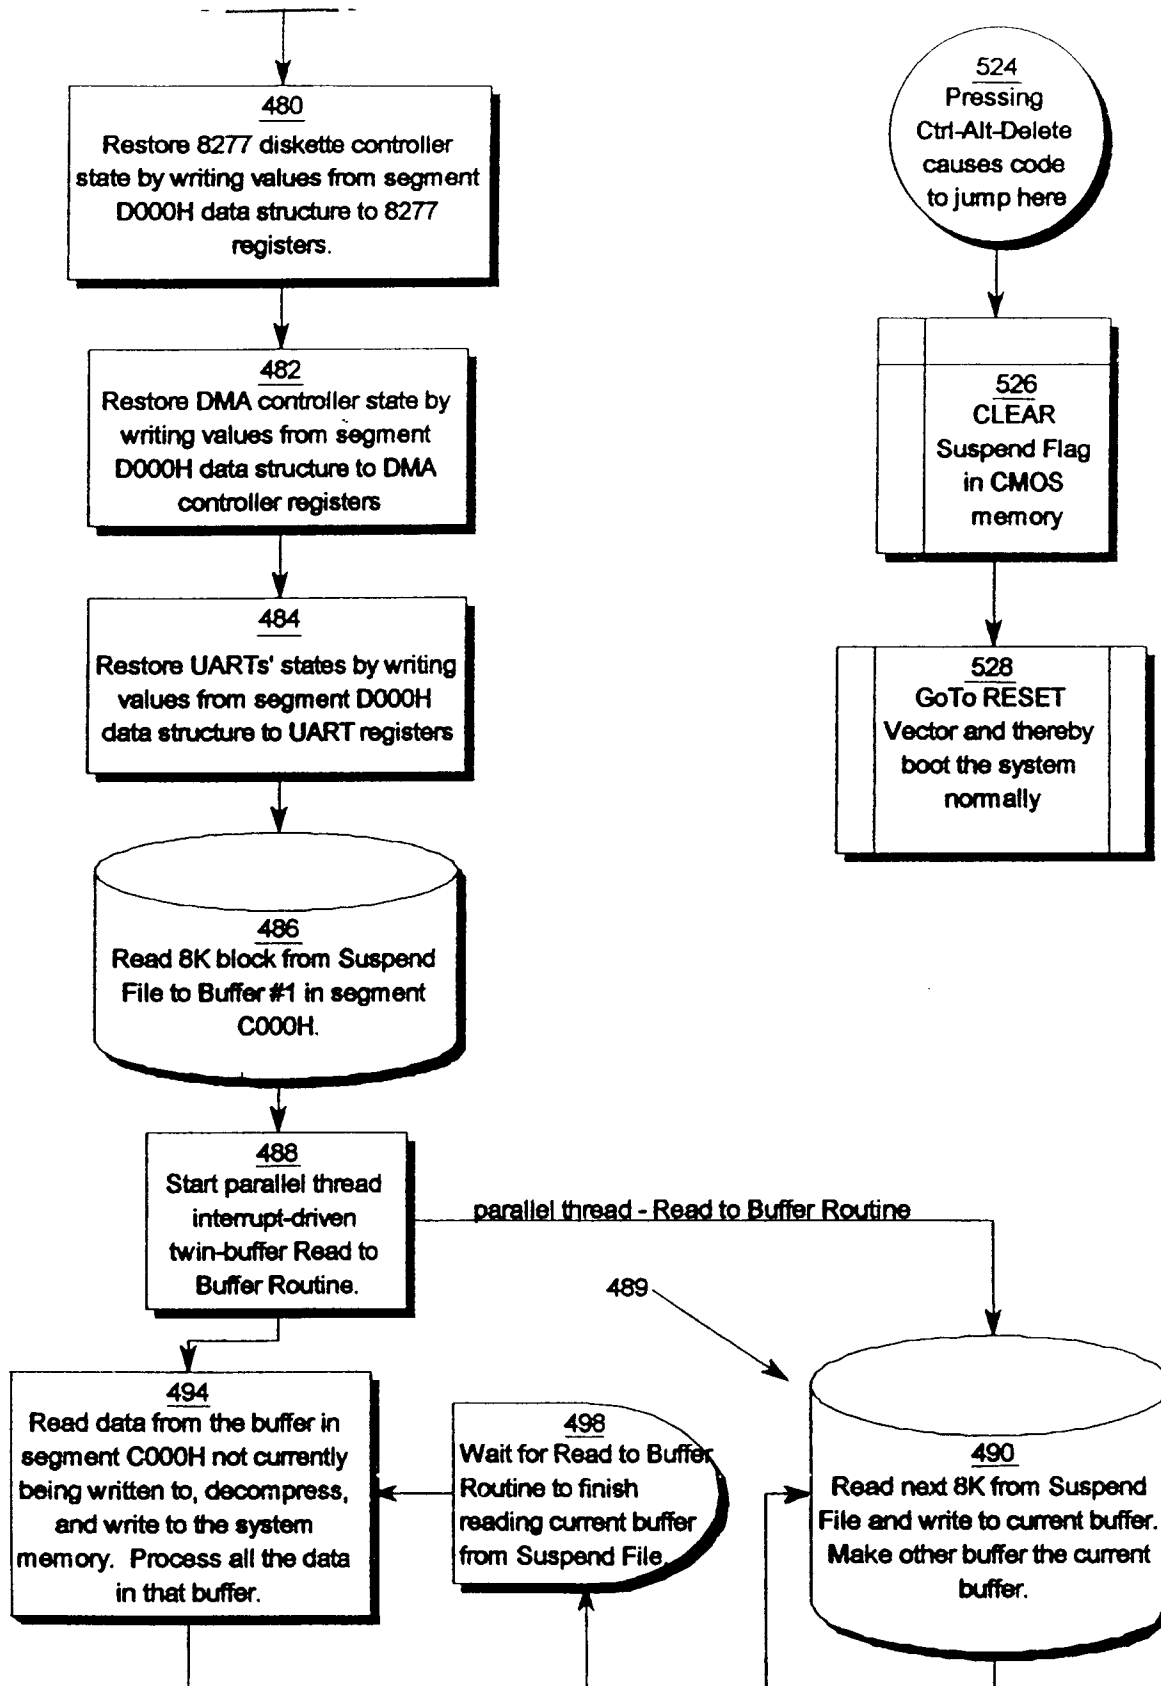 480
Restore 8277 diskette controller
state by writing values from segment
D000H data structure to 8277
registers.
482
Restore DMA controller state by
writing values from segment
D000H data structure to DMA
controller registers
484
Restore UARTs' states by writing
values from segment D000H
data structure to UART registers
486
Read 8K block from Suspend
File to Buffer #1 in segment
C000H.
488
Start parallel thread
interrupt-driven
twin-buffer Read to
Buffer Routine.
parallel thread - Read to Buffer Routine
489
494
Read data from the buffer in
segment C000H not currently
being written to, decompress,
and write to the system
memory. Process all the data
in that buffer.
498
Wait for Read to Buffer
Routine to finish
reading current buffer
from Suspend File.
490
Read next 8K from Suspend
File and write to current buffer.
Make other buffer the current
buffer.
524
Pressing
Ctrl-Alt-Delete
causes code
to jump here
526
CLEAR
Suspend Flag
in CMOS
memory
528
GoTo RESET
Vector and thereby
boot the system
normally